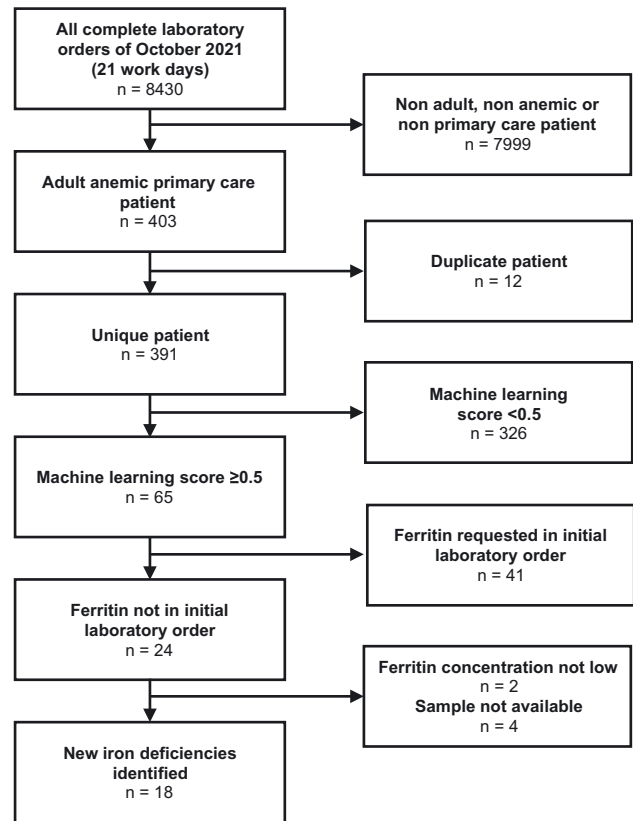 All complete laboratory
orders of October 2021
(21 work days)
n = 8430
Non adult, non anemic or
non primary care patient
n = 7999
Adult anemic primary care
patient
n = 403
Duplicate patient
n = 12
Unique patient
n = 391
Machine learning
score <0.5
n = 326
Machine learning score ≥0.5
n = 65
Ferritin requested in initial
laboratory order
n = 41
Ferritin not in initial
laboratory order
n = 24
Ferritin concentration not low
n = 2
Sample not available
n = 4
New iron deficiencies
identified
n = 18